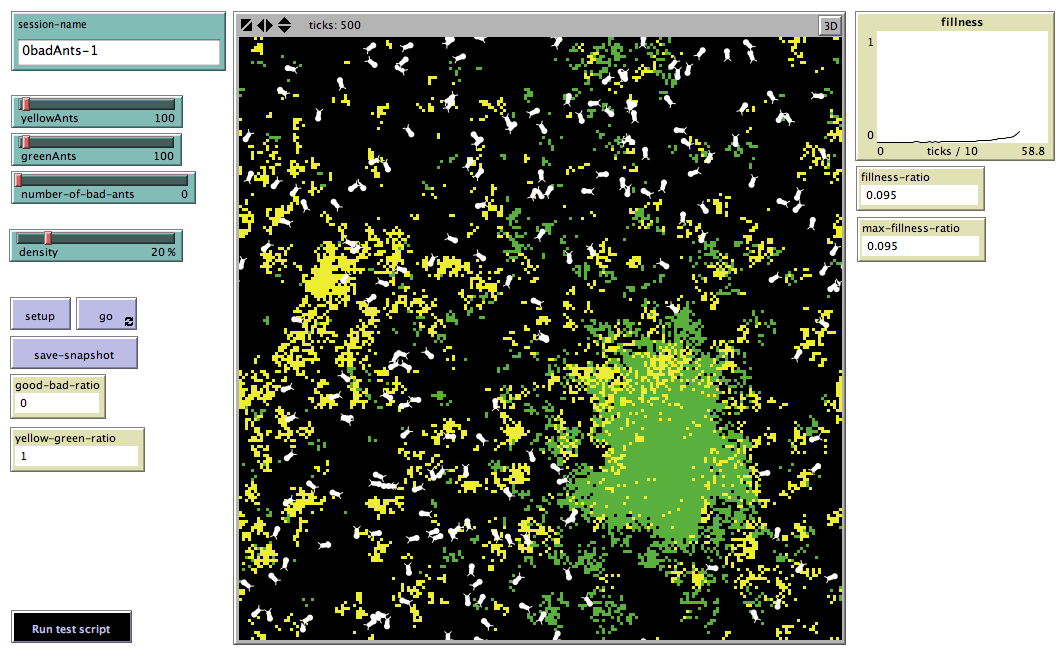 session-name
0badAnts-1
yellowAnts 100
greenAnts 100
number-of-bad-ants 0
density 20 %
setup
go
save-snapshot
good-bad-ratio
0
yellow-green-ratio
1
Run test script
ticks: 500
3D
fillness
1
0
0 ticks / 10 58.8
fillness-ratio
0.095
max-fillness-ratio
0.095